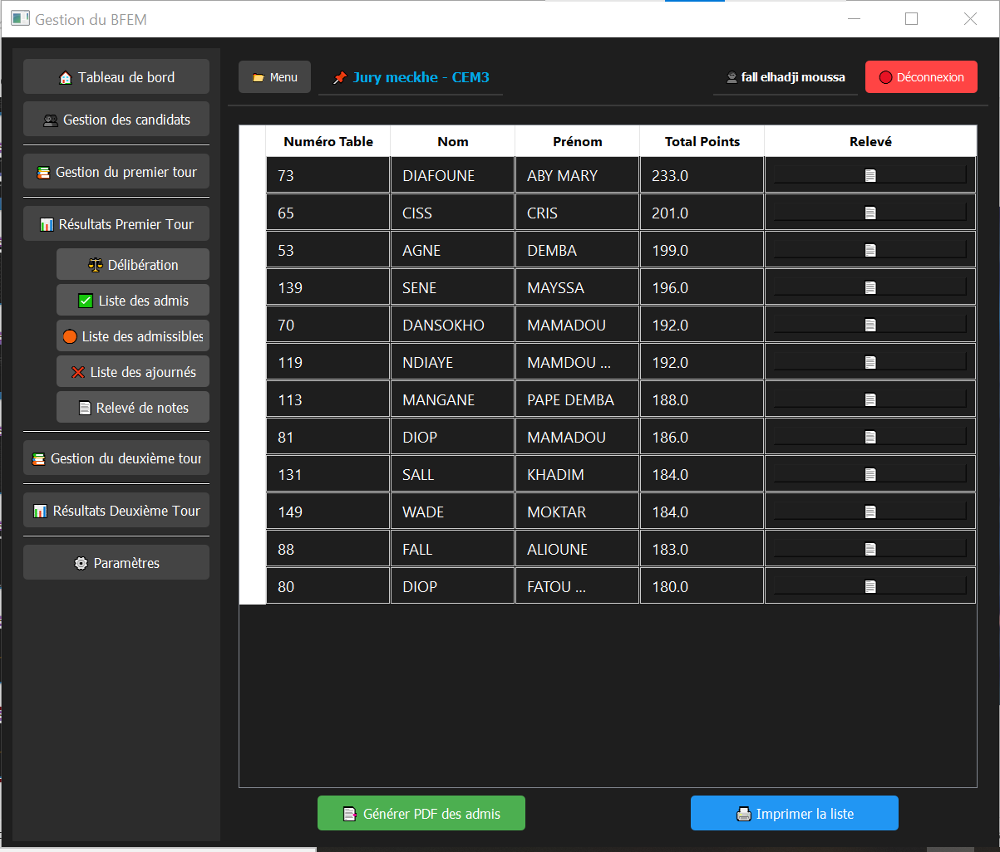 Gestion du BFEM
Tableau de bord
Gestion des candidats
Gestion du premier tour
Résultats Premier Tour
Délibération
Liste des admis
Liste des admissibles
Liste des ajournés
Relevé de notes
Gestion du deuxième tour
Résultats Deuxième Tour
Paramètres
Menu
Jury meckhe - CEM3
fall elhadji moussa
Déconnexion
Numéro Table Nom Prénom Total Points Relevé
73 DIAFOUNE ABY MARY 233.0
65 CISS CRIS 201.0
53 AGNE DEMBA 199.0
139 SENE MAYSSA 196.0
70 DANSOKHO MAMADOU 192.0
119 NDIAYE MAMDOU ... 192.0
113 MANGANE PAPE DEMBA 188.0
81 DIOP MAMADOU 186.0
131 SALL KHADIM 184.0
149 WADE MOKTAR 184.0
88 FALL ALIOUNE 183.0
80 DIOP FATOU ... 180.0
Générer PDF des admis
Imprimer la liste